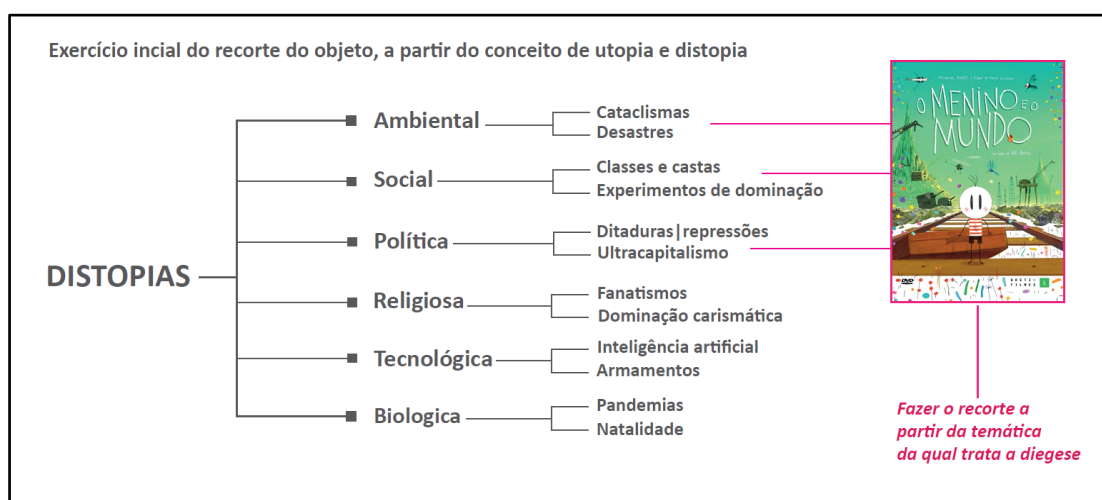 Exercício incial do recorte do objeto, a partir do conceito de utopia e distopia
DISTOPIAS
Ambiental
Cataclismas
Desastres
Social
Classes e castas
Experimentos de dominação
Política
Ditaduras|repressões
Ultracapitalismo
Religiosa
Fanatismos
Dominação carismática
Tecnológica
Inteligência artificial
Armamentos
Biologica
Pandemias
Natalidade
O MENINO E O
MUNDO
DVD
L
Fazer o recorte a
partir da temática
da qual trata a diegese